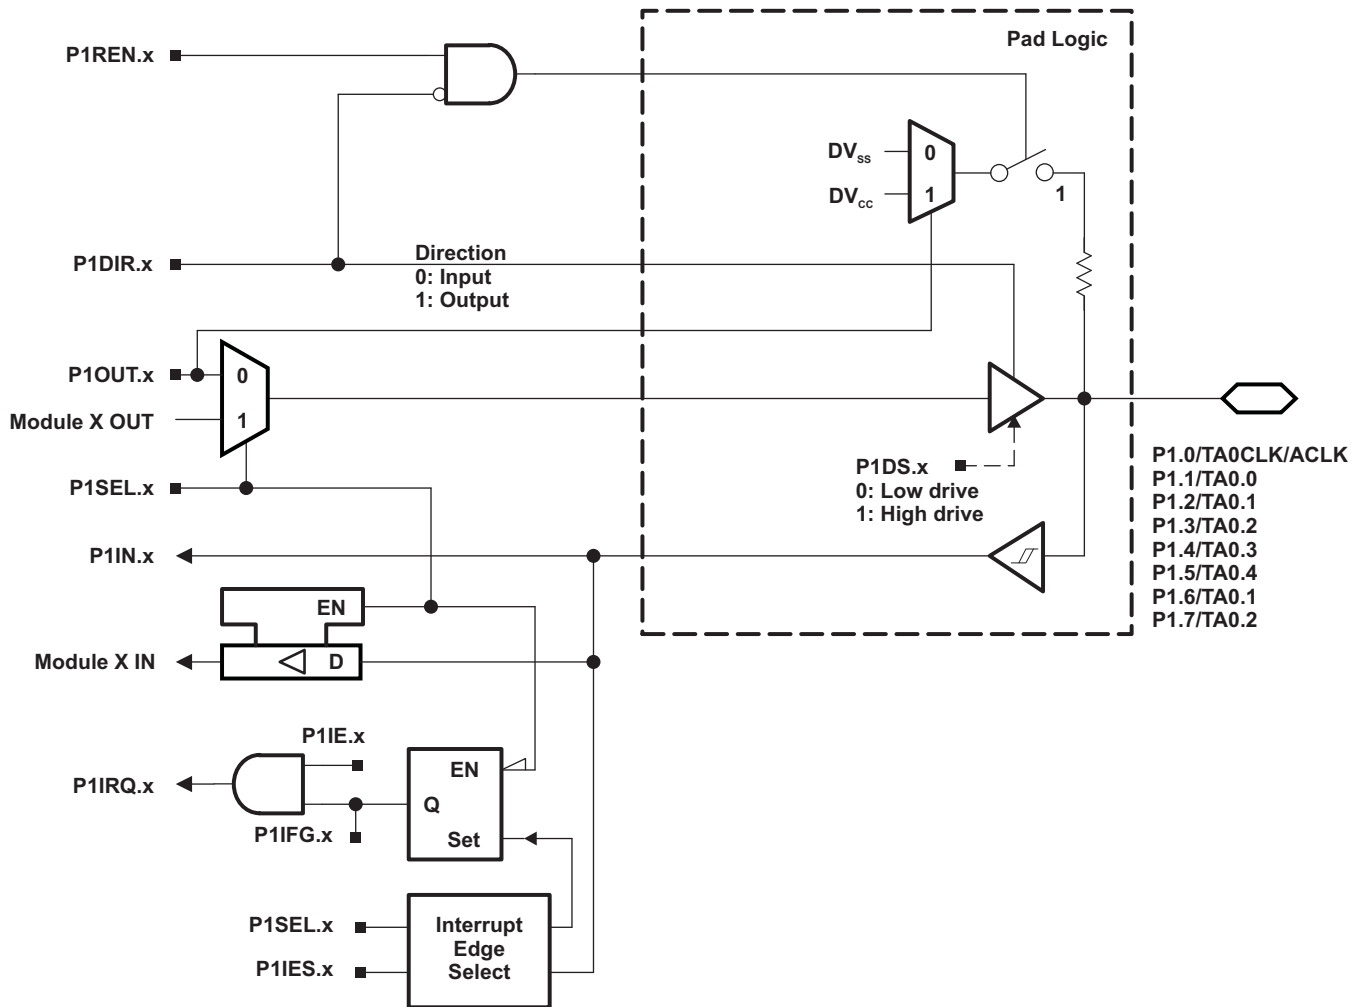 Pad Logic
P1REN.x
DVSS
0
DVCC
1
1
P1DIR.x
Direction
0: Input
1: Output
P1OUT.x
0
Module X OUT
1
P1SEL.x
P1DS.x
0: Low drive
1: High drive
P1.0/TA0CLK/ACLK
P1.1/TA0.0
P1.2/TA0.1
P1.3/TA0.2
P1.4/TA0.3
P1.5/TA0.4
P1.6/TA0.1
P1.7/TA0.2
P1IN.x
EN
Module X IN
D
P1IE.x
EN
P1IRQ.x
Q
P1IFG.x
Set
P1SEL.x
P1IES.x
Interrupt
Edge
Select